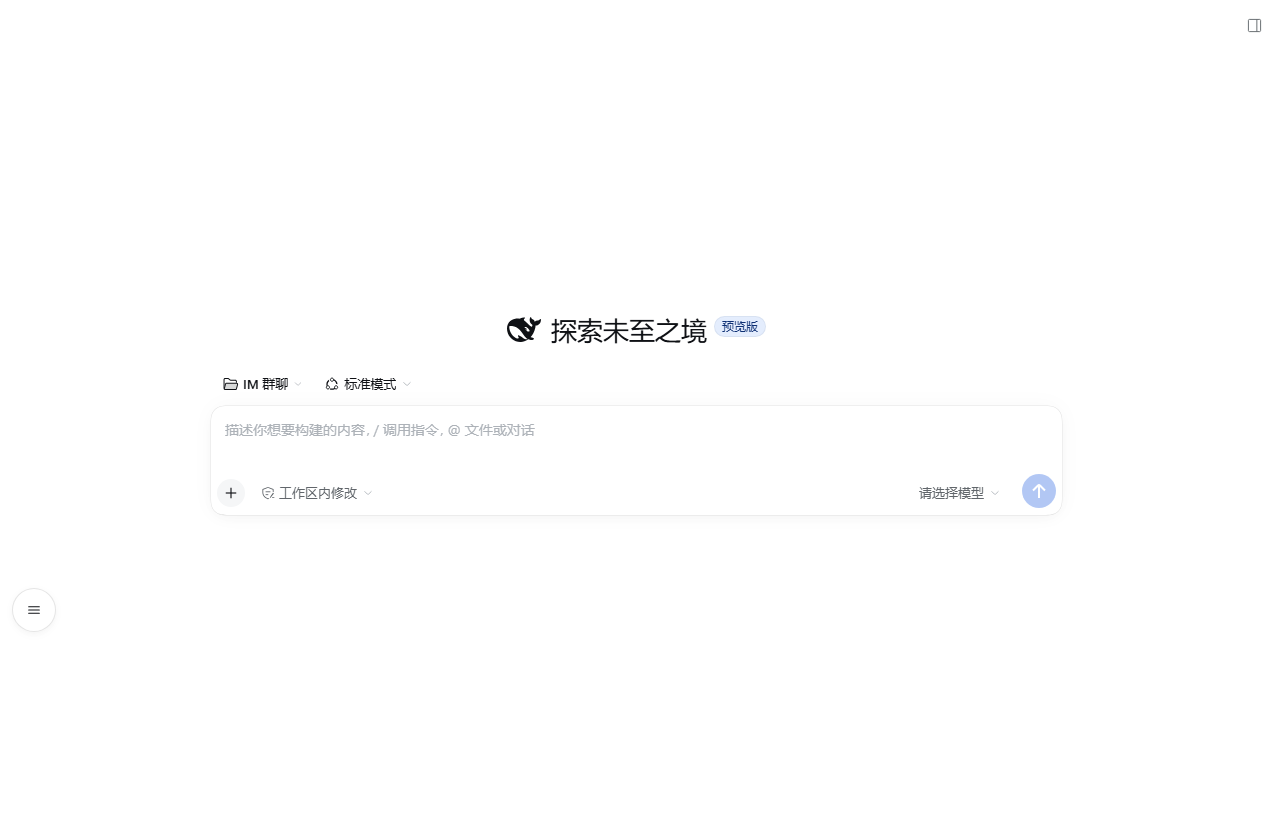 探索未至之境 预览版
IM 群聊 标准模式
描述你想要构建的内容, / 调用指令, @ 文件或对话
工作区内修改 请选择模型